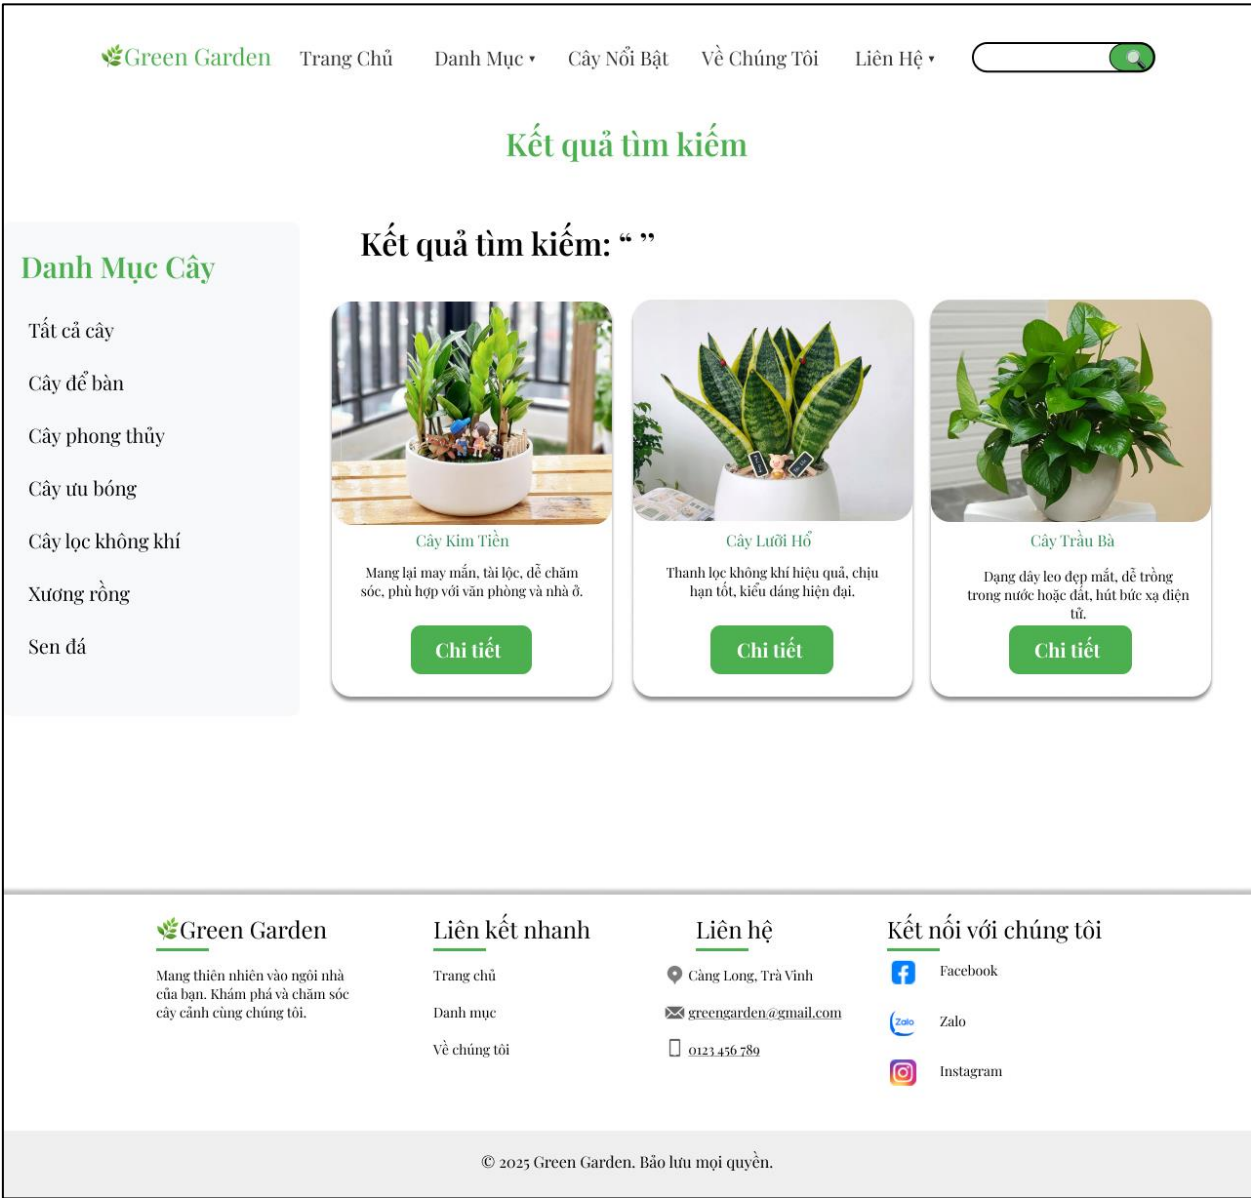 Green Garden Trang Chủ Danh Mục ▾ Cây Nổi Bật Về Chúng Tôi Liên Hệ ▾
Kết quả tìm kiếm
Kết quả tìm kiếm: “ ”
Danh Mục Cây
Tất cả cây
Cây để bàn
Cây phong thủy
Cây ưu bóng
Cây lọc không khí
Xương rồng
Sen đá
Cây Kim Tiền
Mang lại may mắn, tài lộc, dễ chăm
sóc, phù hợp với văn phòng và nhà ở.
Chi tiết
Cây Lưỡi Hổ
Thanh lọc không khí hiệu quả, chịu
hạn tốt, kiểu dáng hiện đại.
Chi tiết
Cây Trầu Bà
Dạng dây leo đẹp mắt, dễ trồng
trong nước hoặc đất, hút bức xạ điện
tử.
Chi tiết
Green Garden
Mang thiên nhiên vào ngôi nhà
của bạn. Khám phá và chăm sóc
cây cảnh cùng chúng tôi.
Liên kết nhanh
Trang chủ
Danh mục
Về chúng tôi
Liên hệ
Càng Long, Trà Vinh
greengarden@gmail.com
0123 456 789
Kết nối với chúng tôi
Facebook
Zalo Zalo
Instagram
© 2025 Green Garden. Bảo lưu mọi quyền.